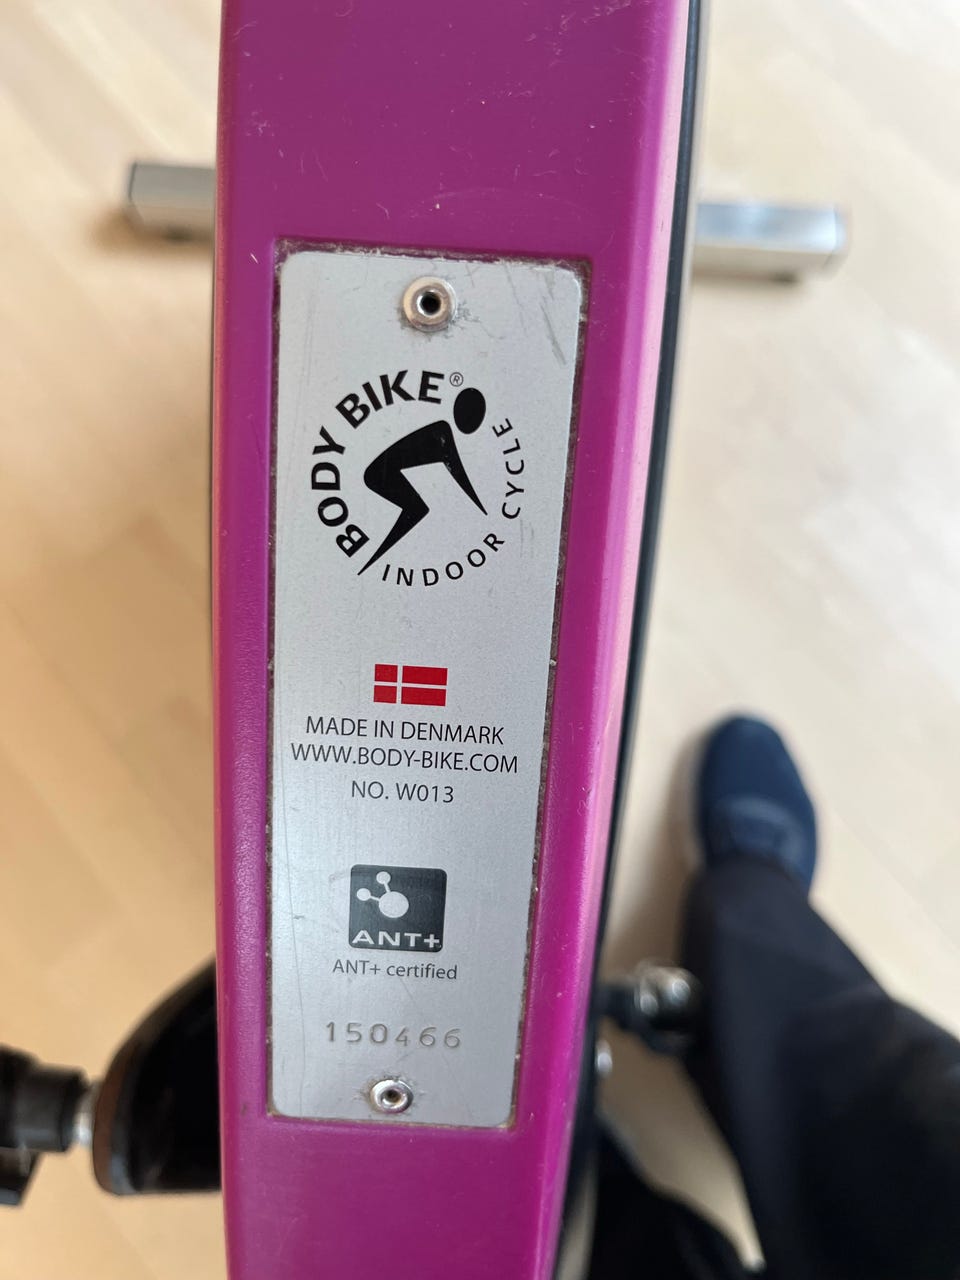 BODY BIKE®
INDOOR CYCLE
MADE IN DENMARK
WWW.BODY-BIKE.COM
NO. W013
ANT+
ANT+ certified
150466